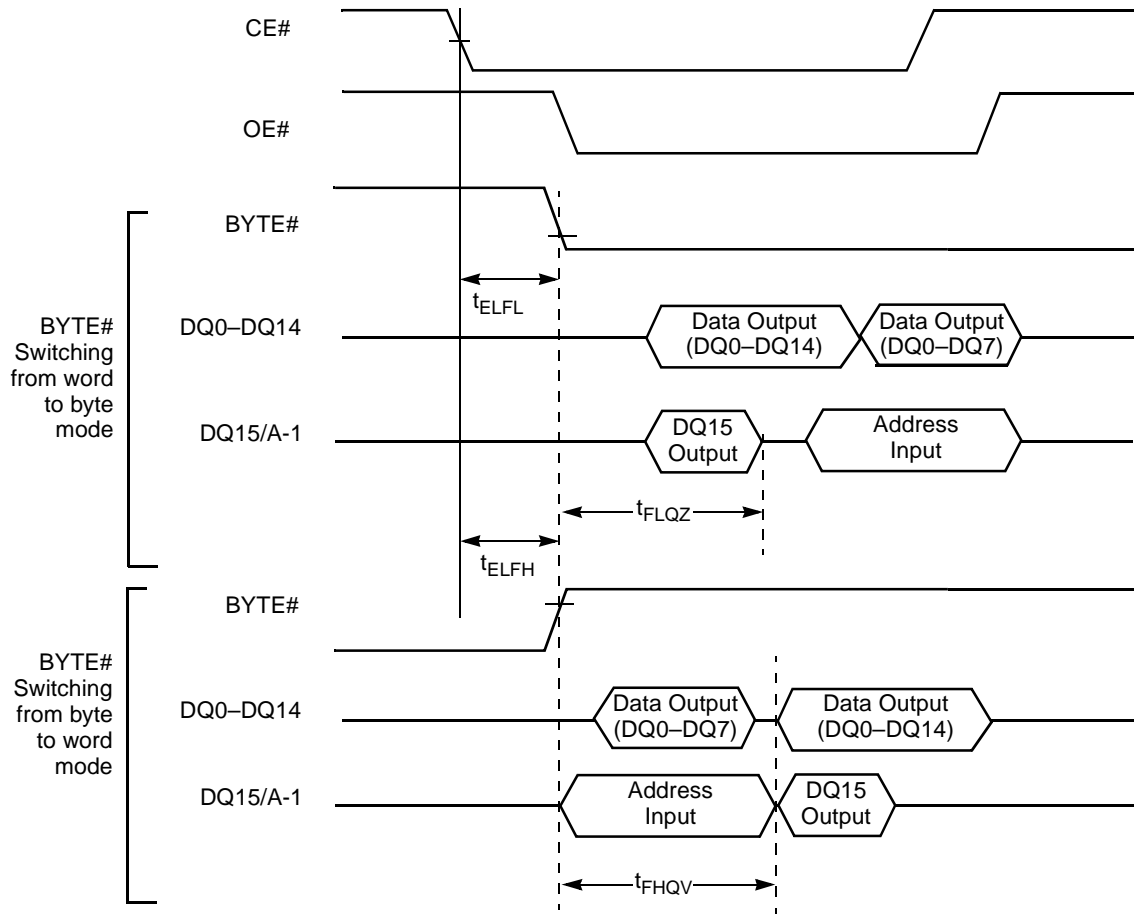 CE#
OE#
BYTE#
tELFL
BYTE#
Switching
from word
to byte
mode
DQ0–DQ14
Data Output
(DQ0–DQ14)
Data Output
(DQ0–DQ7)
DQ15/A-1
DQ15
Output
Address
Input
tFLQZ
tELFH
BYTE#
BYTE#
Switching
from byte
to word
mode
DQ0–DQ14
Data Output
(DQ0–DQ7)
Data Output
(DQ0–DQ14)
DQ15/A-1
Address
Input
DQ15
Output
tFHQV